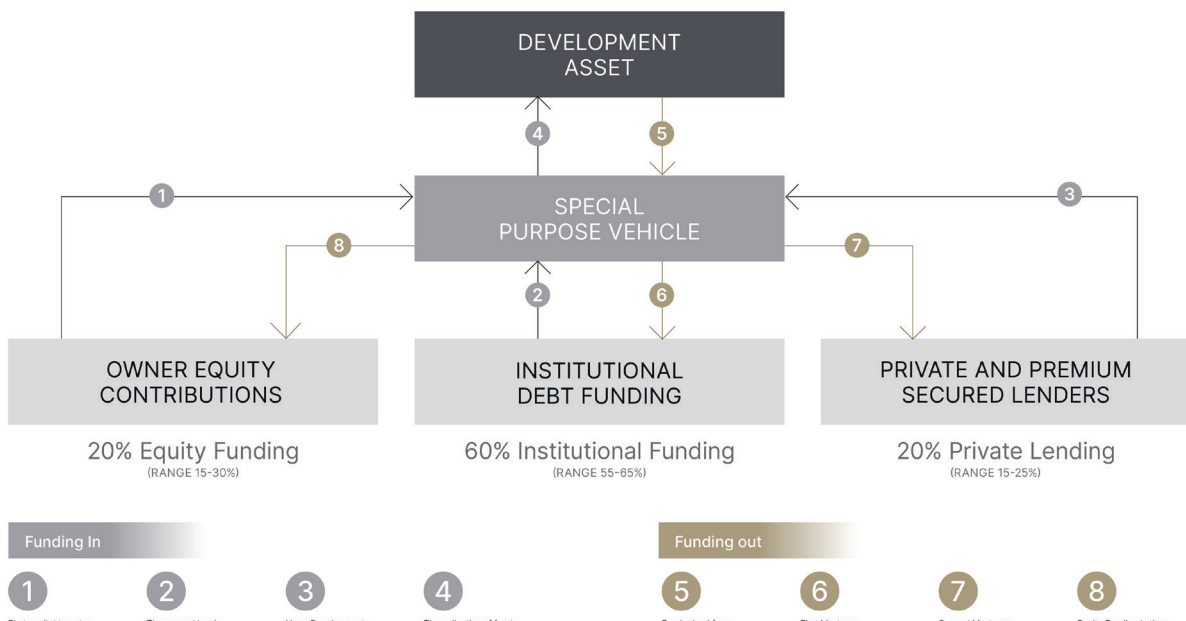 DEVELOPMENT
ASSET
4
5
1
3
SPECIAL
PURPOSE VEHICLE
8
7
2
6
OWNER EQUITY
CONTRIBUTIONS
INSTITUTIONAL
DEBT FUNDING
PRIVATE AND PREMIUM
SECURED LENDERS
20% Equity Funding
(RANGE 15-30%)
60% Institutional Funding
(RANGE 55-65%)
20% Private Lending
(RANGE 15-25%)
Funding In
Funding out
1
2
3
4
5
6
7
8